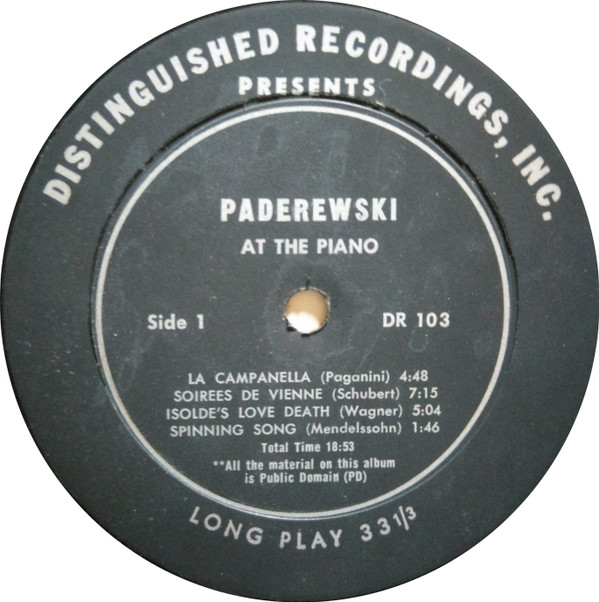 DISTINGUISHED RECORDINGS, INC.
PRESENTS
PADEREWSKI
AT THE PIANO
Side 1
DR 103
LA CAMPANELLA (Paganini) 4:48
SOIREES DE VIENNE (Schubert) 7:15
ISOLDE'S LOVE DEATH (Wagner) 5:04
SPINNING SONG (Mendelssohn) 1:46
Total Time 18:53
**All the material on this album
is Public Domain (PD)
LONG PLAY 33 1/3